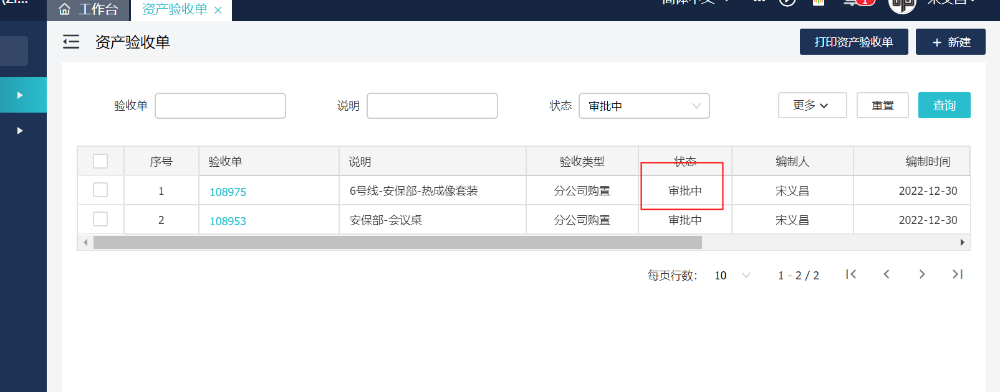 工作台 资产验收单
1
资产验收单 打印资产验收单 + 新建
验收单 说明 状态 审批中 更多 重置 查询
序号 验收单 说明 验收类型 状态 编制人 编制时间
1 108975 6号线-安保部-热成像套装 分公司购置 审批中 宋义昌 2022-12-30
2 108953 安保部-会议桌 分公司购置 审批中 宋义昌 2022-12-30
每页行数: 10 1 - 2 / 2